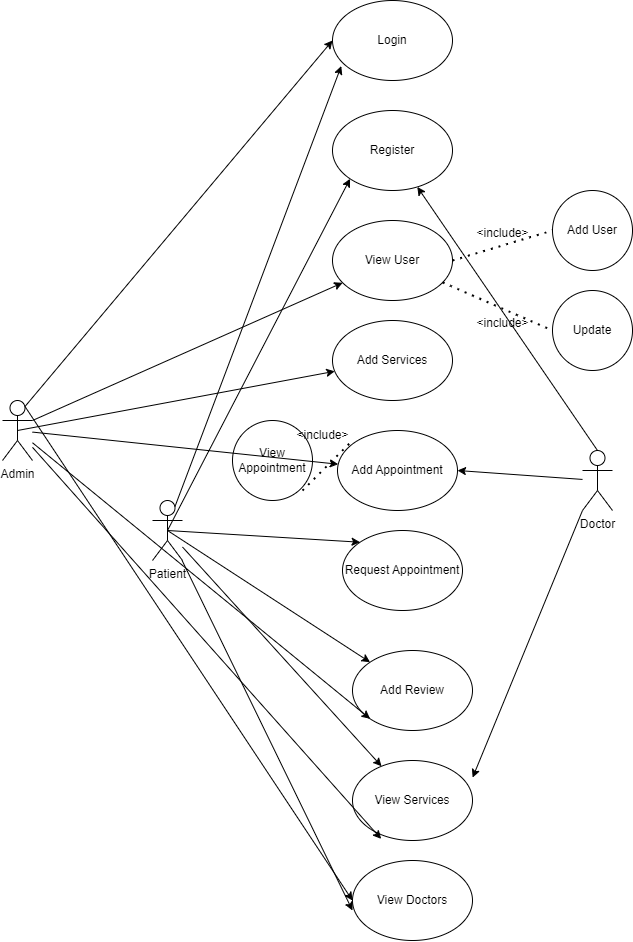 Login
Register
<include>
Add User
View User
<include>
Update
Add Services
<include>
View
Appointment
Add Appointment
Admin
Doctor
Patient
Request Appointment
Add Review
View Services
View Doctors